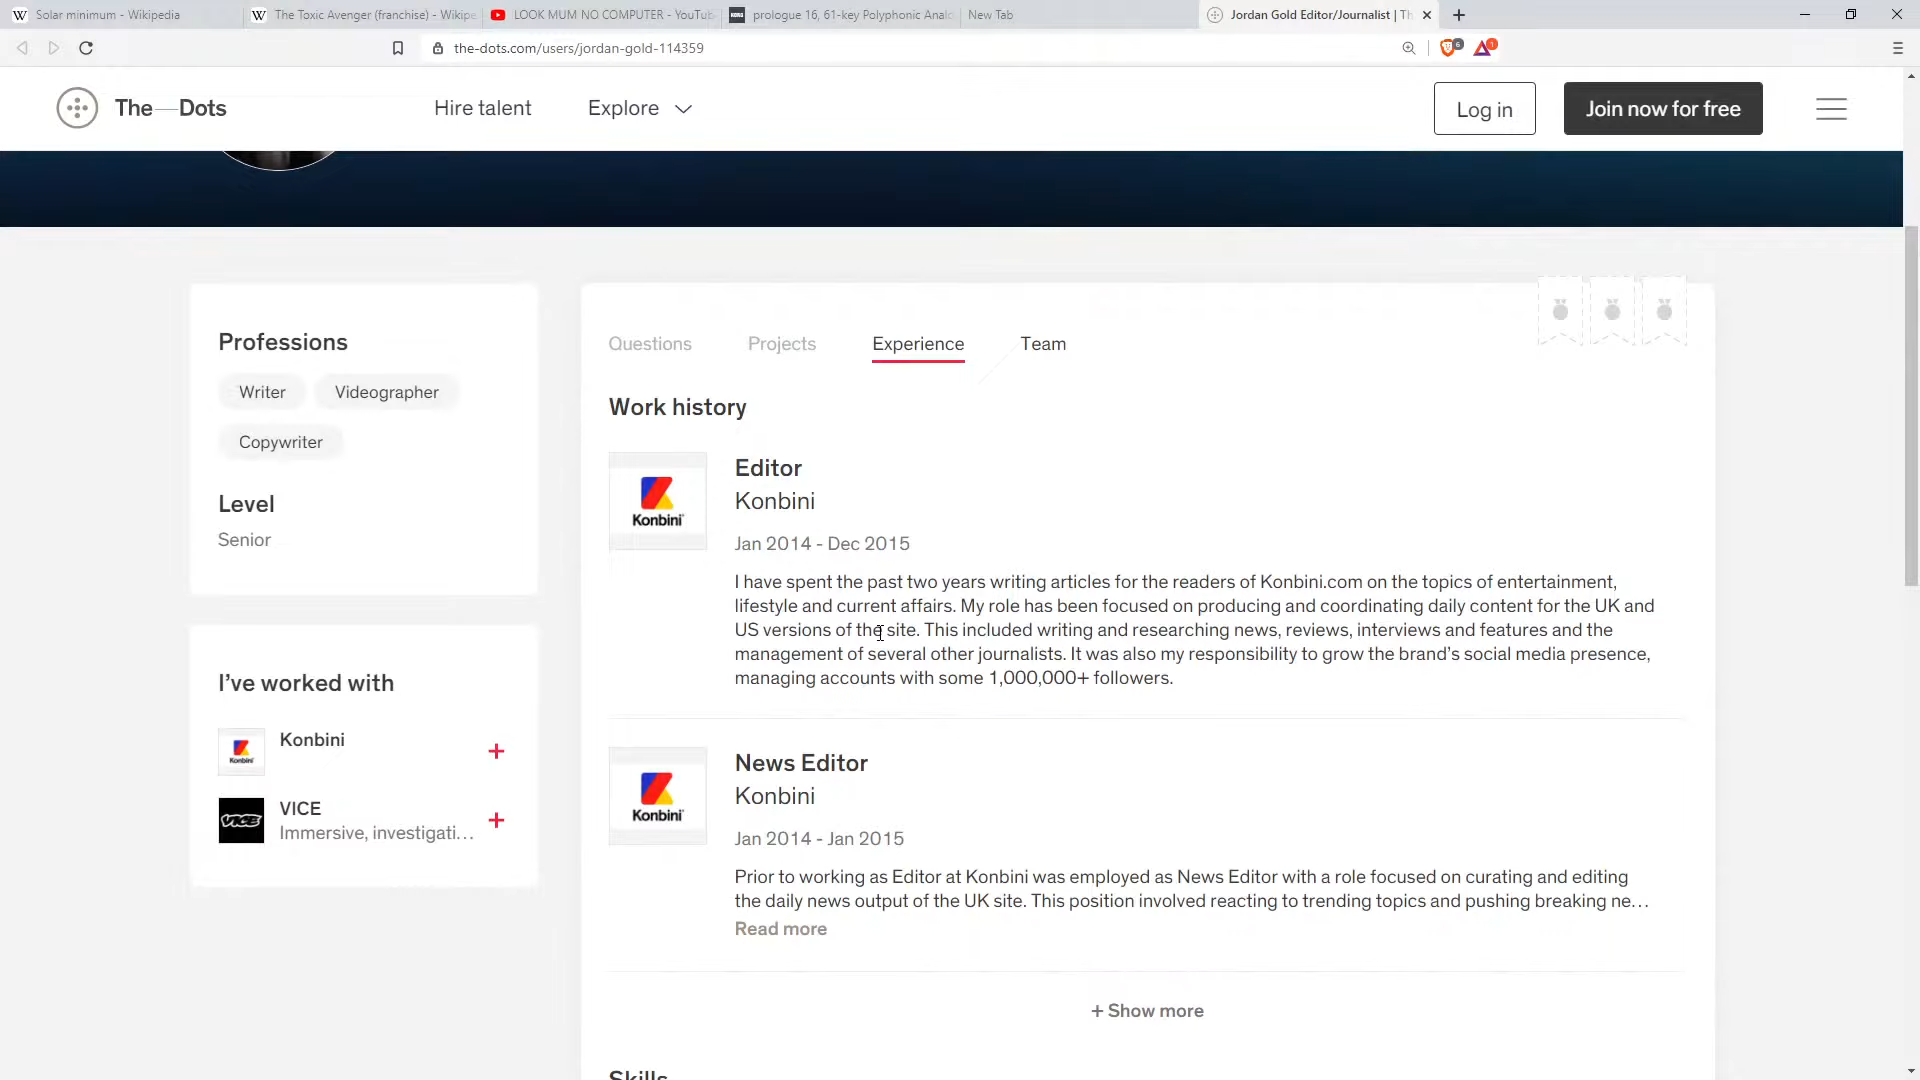 Solar minimum - Wikipedia
The Toxic Avenger (franchise) - Wikipe
LOOK MUM NO COMPUTER - YouTub
prologue 16, 61-key Polyphonic Analo
New Tab
Jordan Gold Editor/Journalist | Th
the-dots.com/users/jordan-gold-114359
The—Dots
Hire talent
Explore
Log in
Join now for free
Professions
Writer
Videographer
Copywriter
Level
Senior
I've worked with
Konbini
Konbini
VICE
VICE
Immersive, investigati…
Questions
Projects
Experience
Team
Work history
Konbini
Editor
Konbini
Jan 2014 - Dec 2015
I have spent the past two years writing articles for the readers of Konbini.com on the topics of entertainment,
lifestyle and current affairs. My role has been focused on producing and coordinating daily content for the UK and
US versions of the site. This included writing and researching news, reviews, interviews and features and the
management of several other journalists. It was also my responsibility to grow the brand's social media presence,
managing accounts with some 1,000,000+ followers.
Konbini
News Editor
Konbini
Jan 2014 - Jan 2015
Prior to working as Editor at Konbini was employed as News Editor with a role focused on curating and editing
the daily news output of the UK site. This position involved reacting to trending topics and pushing breaking ne…
Read more
+ Show more
Skills